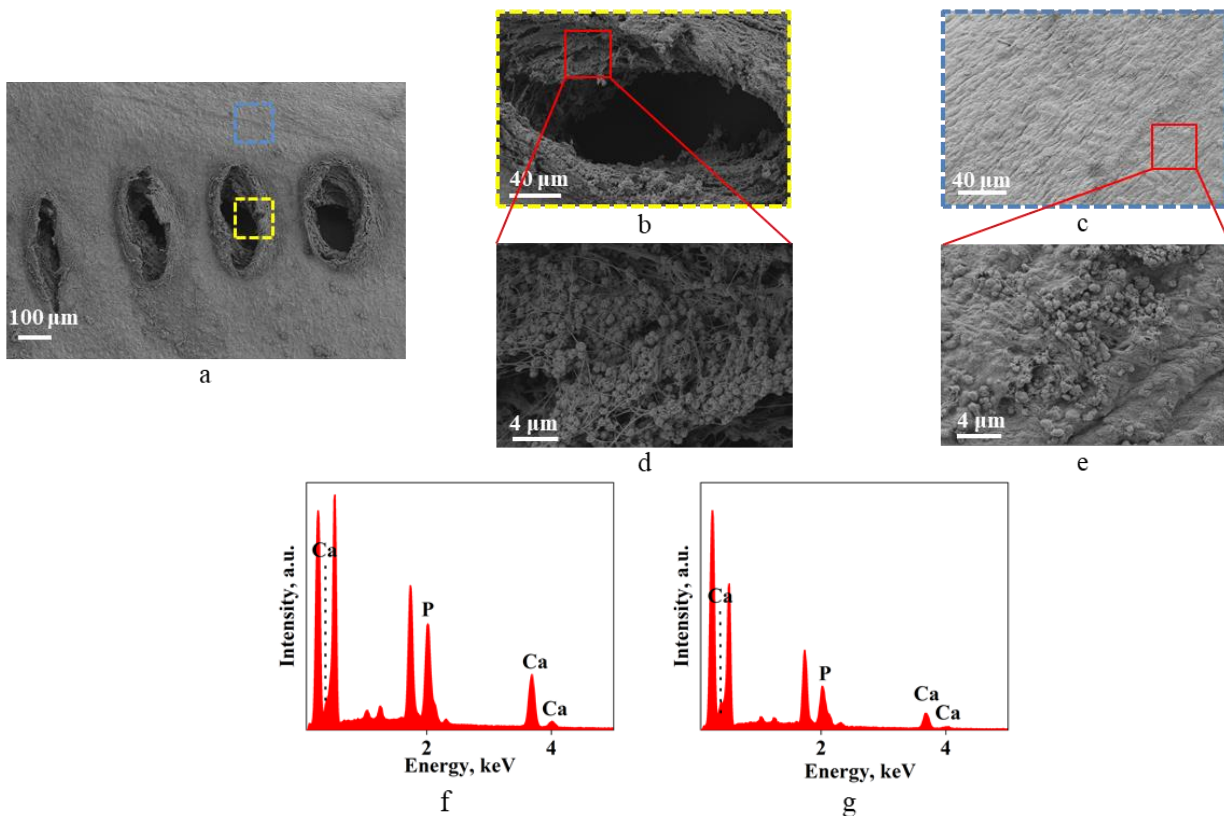 100 µm
a
40 µm
b
40 µm
c
4 µm
d
4 µm
e
Intensity, a.u.
Ca
P
Ca
Ca
2
4
Energy, keV
f
Intensity, a.u.
Ca
P
Ca
Ca
2
4
Energy, keV
g